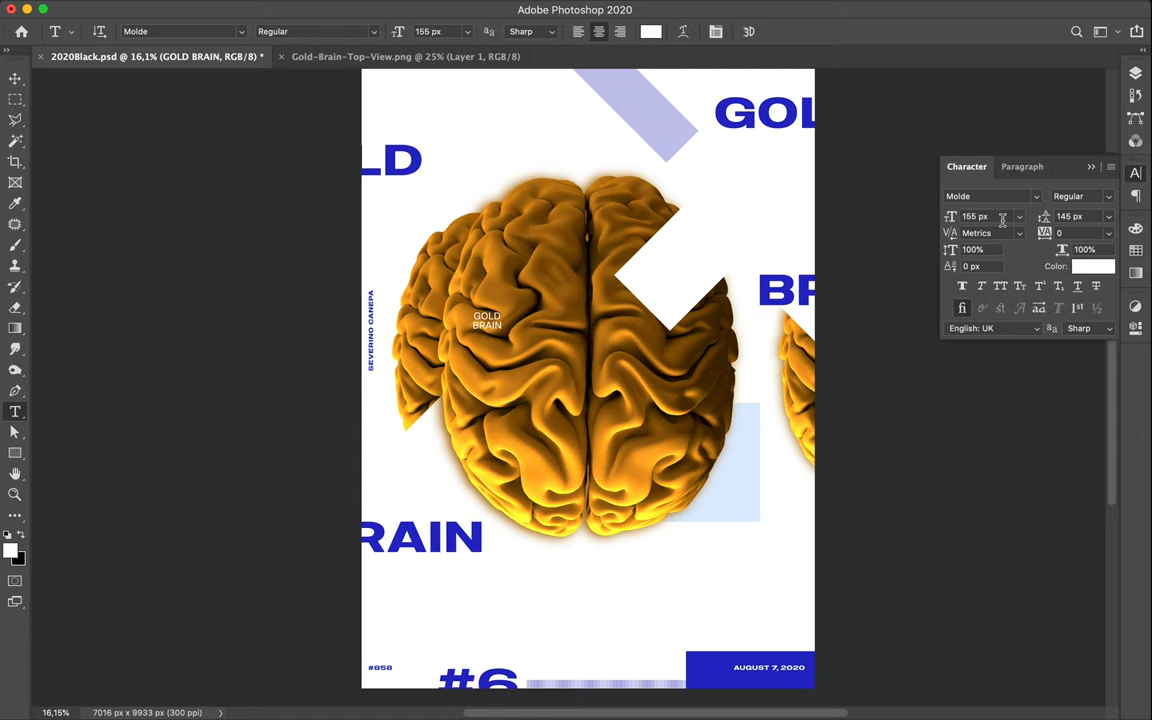 Adobe Photoshop 2020
Molde
Regular
155 px
Sharp
3D
2020Black.psd @ 16,1% (GOLD BRAIN, RGB/8) *
Gold-Brain-Top-View.png @ 25% (Layer 1, RGB/8)
GOL
LD
BR
SEVERINO CANEPA
GOLD
BRAIN
RAIN
#858
#6
AUGUST 7, 2020
Character
Paragraph
Molde
Regular
155 px
145 px
Metrics
0
100%
100%
0 px
Color:
English: UK
Sharp
16,15%
7016 px x 9933 px (300 ppi)